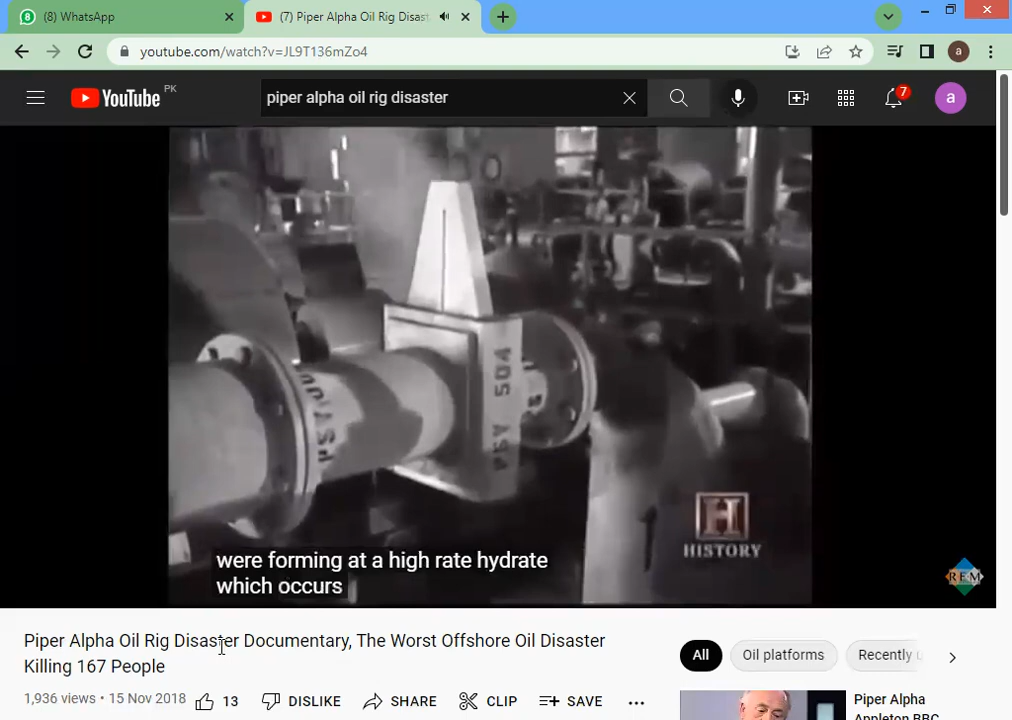 (8) WhatsApp
(7) Piper Alpha Oil Rig Disast
youtube.com/watch?v=JL9T136mZo4
a
YouTube PK
piper alpha oil rig disaster
7
a
PSV 504
H
HISTORY
REM
were forming at a high rate hydrate
which occurs
Piper Alpha Oil Rig Disaster Documentary, The Worst Offshore Oil Disaster
Killing 167 People
1,936 views • 15 Nov 2018
13
DISLIKE
SHARE
CLIP
SAVE
All
Oil platforms
Recently u
Piper Alpha
Appleton BBC